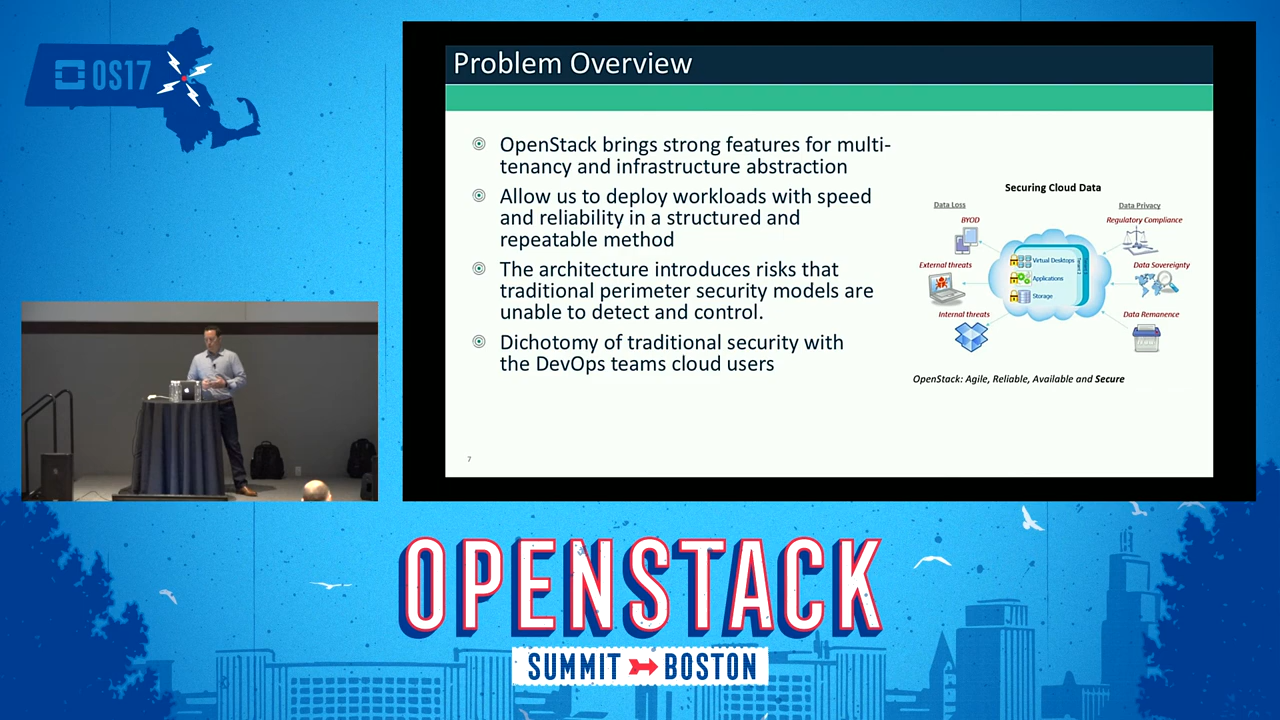 OS17
Problem Overview
OpenStack brings strong features for multi-
tenancy and infrastructure abstraction
Allow us to deploy workloads with speed
and reliability in a structured and
repeatable method
The architecture introduces risks that
traditional perimeter security models are
unable to detect and control.
Dichotomy of traditional security with
the DevOps teams cloud users
Securing Cloud Data
Data Loss
Data Privacy
BYOD
Regulatory Compliance
External threats
Data Sovereignty
Internal threats
Data Remanence
Virtual Desktops
Applications
Storage
OpenStack: Agile, Reliable, Available and Secure
7
OPENSTACK
SUMMIT BOSTON